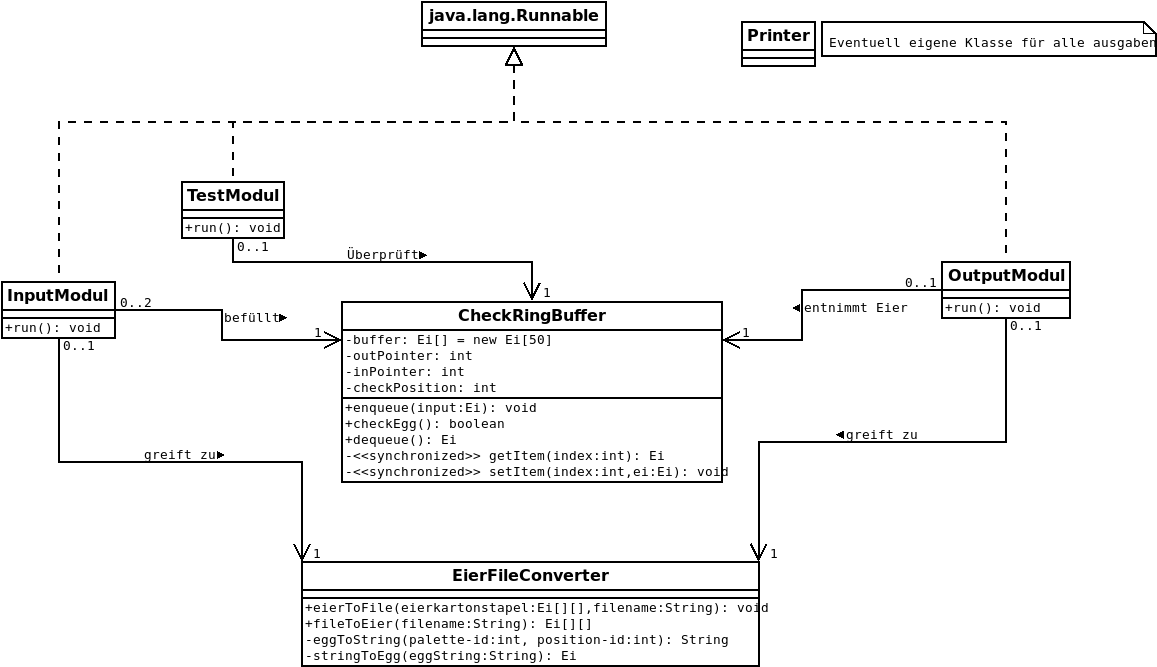 java.lang.Runnable
Printer
Eventuell eigene Klasse für alle ausgaben
TestModul
+run(): void
0..1
Überprüft
1
InputModul
+run(): void
0..2
befüllt
1
0..1
OutputModul
+run(): void
0..1
entnimmt Eier
1
0..1
CheckRingBuffer
-buffer: Ei[] = new Ei[50]
-outPointer: int
-inPointer: int
-checkPosition: int
+enqueue(input:Ei): void
+checkEgg(): boolean
+dequeue(): Ei
-<<synchronized>> getItem(index:int): Ei
-<<synchronized>> setItem(index:int,ei:Ei): void
greift zu
1
greift zu
1
EierFileConverter
+eierToFile(eierkartonstapel:Ei[][],filename:String): void
+fileToEier(filename:String): Ei[][]
-eggToString(palette-id:int, position-id:int): String
-stringToEgg(eggString:String): Ei